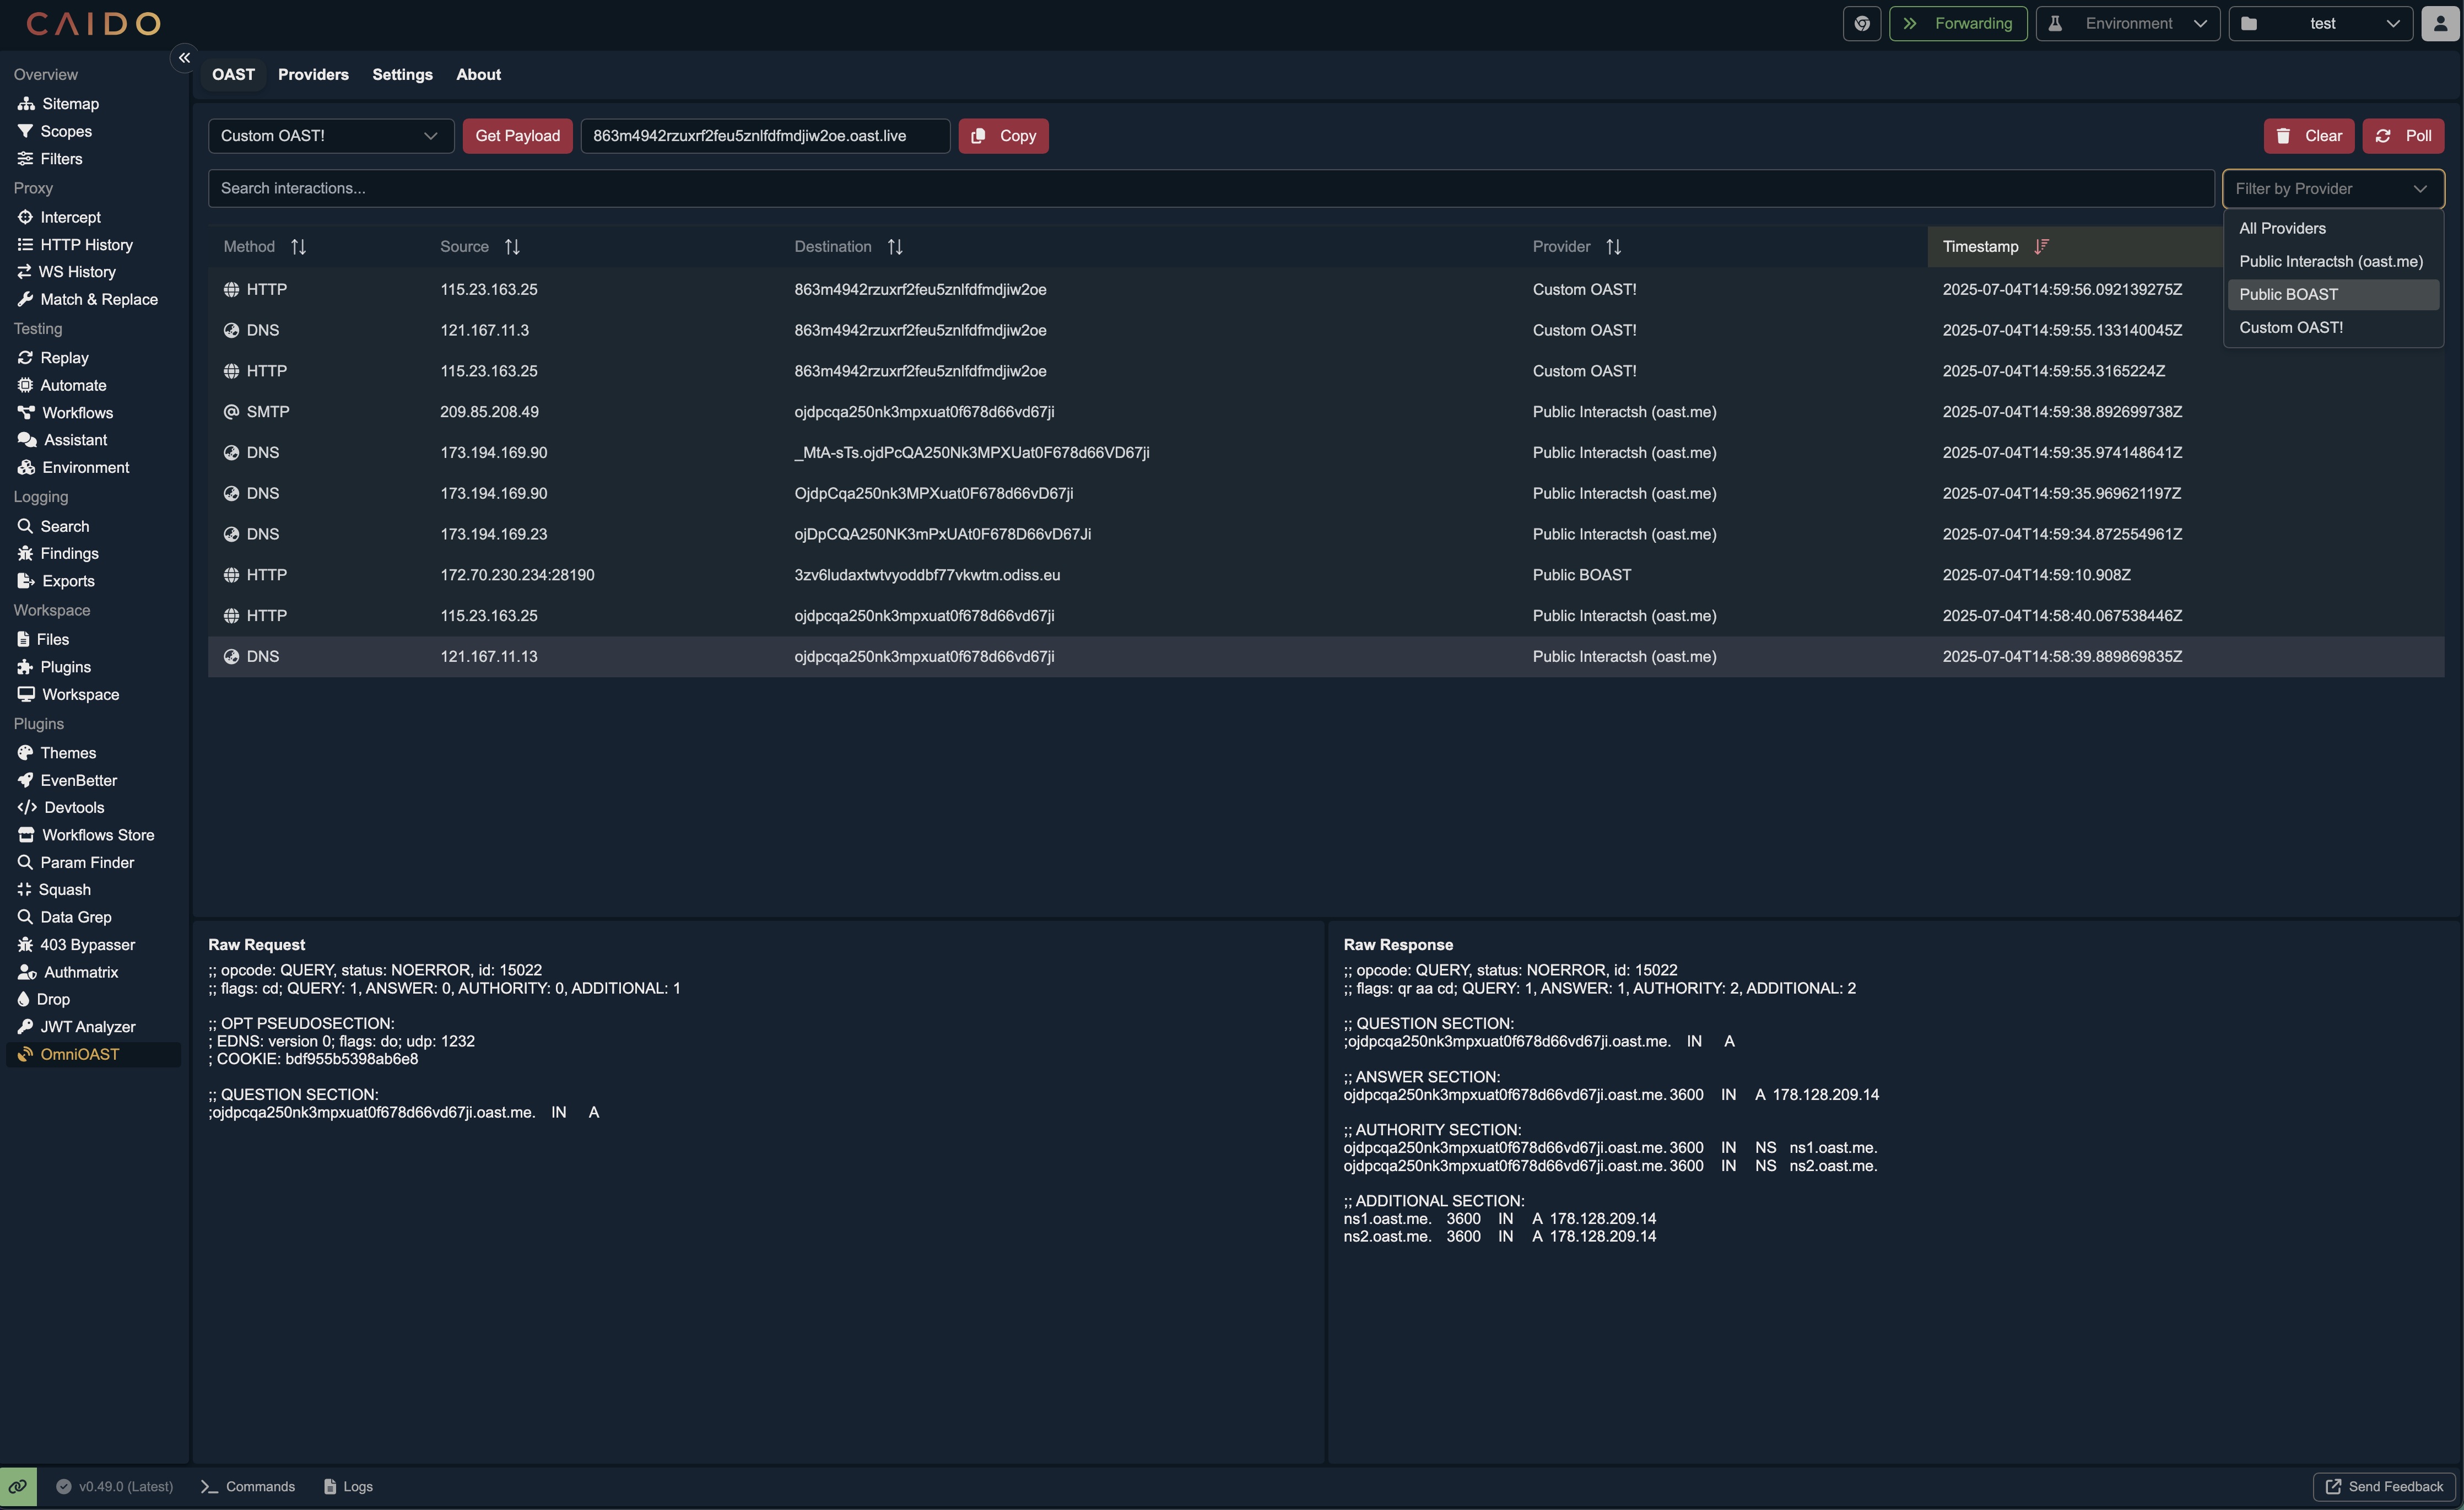 CAIDO
Forwarding
Environment
test
Overview
Sitemap
Scopes
Filters
Proxy
Intercept
HTTP History
WS History
Match & Replace
Testing
Replay
Automate
Workflows
Assistant
Environment
Logging
Search
Findings
Exports
Workspace
Files
Plugins
Workspace
Plugins
Themes
EvenBetter
Devtools
Workflows Store
Param Finder
Squash
Data Grep
403 Bypasser
Authmatrix
Drop
JWT Analyzer
OmniOAST
OAST Providers Settings About
Custom OAST! Get Payload 863m4942rzuxrf2feu5znlfdfmdjiw2oe.oast.live Copy Clear Poll
Search interactions... Filter by Provider
All Providers
Public Interactsh (oast.me)
Public BOAST
Custom OAST!
Method Source Destination Provider Timestamp
HTTP 115.23.163.25 863m4942rzuxrf2feu5znlfdfmdjiw2oe Custom OAST! 2025-07-04T14:59:56.092139275Z
DNS 121.167.11.3 863m4942rzuxrf2feu5znlfdfmdjiw2oe Custom OAST! 2025-07-04T14:59:55.133140045Z
HTTP 115.23.163.25 863m4942rzuxrf2feu5znlfdfmdjiw2oe Custom OAST! 2025-07-04T14:59:55.3165224Z
SMTP 209.85.208.49 ojdpcqa250nk3mpxuat0f678d66vd67ji Public Interactsh (oast.me) 2025-07-04T14:59:38.892699738Z
DNS 173.194.169.90 _MtA-sTs.ojdPcQA250Nk3MPXUat0F678d66VD67ji Public Interactsh (oast.me) 2025-07-04T14:59:35.974148641Z
DNS 173.194.169.90 OjdpCqa250nk3MPXuat0F678d66vD67ji Public Interactsh (oast.me) 2025-07-04T14:59:35.969621197Z
DNS 173.194.169.23 ojDpCQA250NK3mPxUAt0F678D66vD67Ji Public Interactsh (oast.me) 2025-07-04T14:59:34.872554961Z
HTTP 172.70.230.234:28190 3zv6ludaxtwtvyoddbf77vkwtm.odiss.eu Public BOAST 2025-07-04T14:59:10.908Z
HTTP 115.23.163.25 ojdpcqa250nk3mpxuat0f678d66vd67ji Public Interactsh (oast.me) 2025-07-04T14:58:40.067538446Z
DNS 121.167.11.13 ojdpcqa250nk3mpxuat0f678d66vd67ji Public Interactsh (oast.me) 2025-07-04T14:58:39.889869835Z
Raw Request
;; opcode: QUERY, status: NOERROR, id: 15022
;; flags: cd; QUERY: 1, ANSWER: 0, AUTHORITY: 0, ADDITIONAL: 1
;; OPT PSEUDOSECTION:
; EDNS: version 0; flags: do; udp: 1232
; COOKIE: bdf955b5398ab6e8
;; QUESTION SECTION:
;ojdpcqa250nk3mpxuat0f678d66vd67ji.oast.me. IN A
Raw Response
;; opcode: QUERY, status: NOERROR, id: 15022
;; flags: qr aa cd; QUERY: 1, ANSWER: 1, AUTHORITY: 2, ADDITIONAL: 2
;; QUESTION SECTION:
;ojdpcqa250nk3mpxuat0f678d66vd67ji.oast.me. IN A
;; ANSWER SECTION:
ojdpcqa250nk3mpxuat0f678d66vd67ji.oast.me. 3600 IN A 178.128.209.14
;; AUTHORITY SECTION:
ojdpcqa250nk3mpxuat0f678d66vd67ji.oast.me. 3600 IN NS ns1.oast.me.
ojdpcqa250nk3mpxuat0f678d66vd67ji.oast.me. 3600 IN NS ns2.oast.me.
;; ADDITIONAL SECTION:
ns1.oast.me. 3600 IN A 178.128.209.14
ns2.oast.me. 3600 IN A 178.128.209.14
v0.49.0 (Latest) Commands Logs Send Feedback